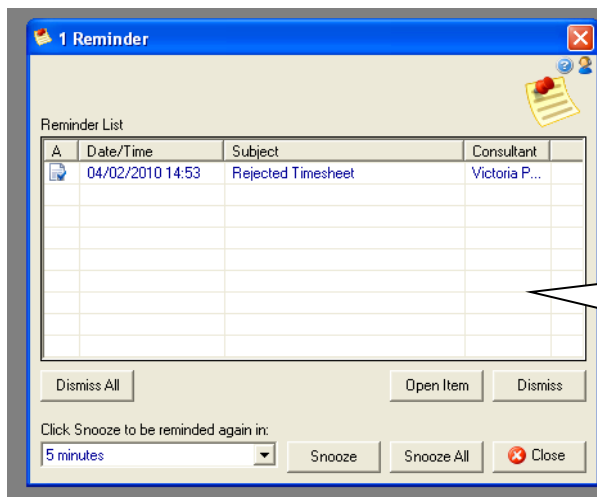 1 Reminder
Reminder List
A Date/Time Subject Consultant
04/02/2010 14:53 Rejected Timesheet Victoria P...
Dismiss All Open Item Dismiss
Click Snooze to be reminded again in:
5 minutes Snooze Snooze All Close